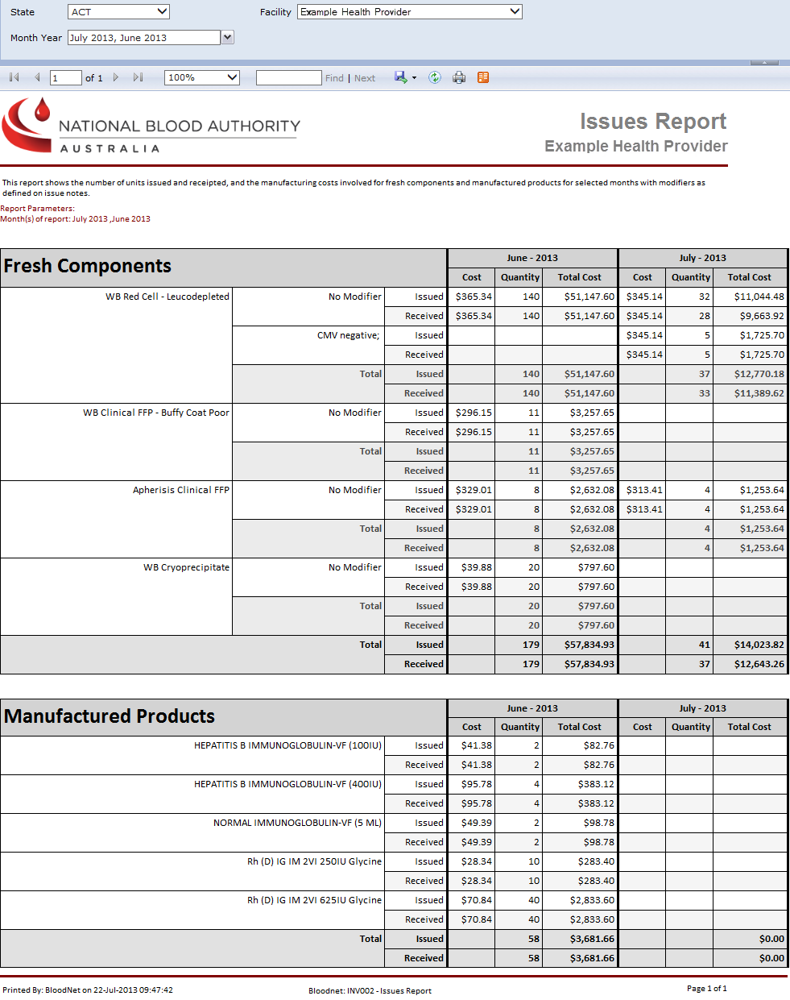 State ACT Facility Example Health Provider
Month Year July 2013, June 2013
1 of 1 100% Find | Next
NATIONAL BLOOD AUTHORITY
AUSTRALIA
Issues Report
Example Health Provider
This report shows the number of units issued and receipted, and the manufacturing costs involved for fresh components and manufactured products for selected months with modifiers as
defined on issue notes.
Report Parameters:
Month(s) of report: July 2013 ,June 2013
Fresh Components June - 2013 July - 2013
Cost Quantity Total Cost Cost Quantity Total Cost
WB Red Cell - Leucodepleted No Modifier Issued $365.34 140 $51,147.60 $345.14 32 $11,044.48
Received $365.34 140 $51,147.60 $345.14 28 $9,663.92
CMV negative; Issued $345.14 5 $1,725.70
Received $345.14 5 $1,725.70
Total Issued 140 $51,147.60 37 $12,770.18
Received 140 $51,147.60 33 $11,389.62
WB Clinical FFP - Buffy Coat Poor No Modifier Issued $296.15 11 $3,257.65
Received $296.15 11 $3,257.65
Total Issued 11 $3,257.65
Received 11 $3,257.65
Apherisis Clinical FFP No Modifier Issued $329.01 8 $2,632.08 $313.41 4 $1,253.64
Received $329.01 8 $2,632.08 $313.41 4 $1,253.64
Total Issued 8 $2,632.08 4 $1,253.64
Received 8 $2,632.08 4 $1,253.64
WB Cryoprecipitate No Modifier Issued $39.88 20 $797.60
Received $39.88 20 $797.60
Total Issued 20 $797.60
Received 20 $797.60
Total Issued 179 $57,834.93 41 $14,023.82
Received 179 $57,834.93 37 $12,643.26
Manufactured Products June - 2013 July - 2013
Cost Quantity Total Cost Cost Quantity Total Cost
HEPATITIS B IMMUNOGLOBULIN-VF (100IU) Issued $41.38 2 $82.76
Received $41.38 2 $82.76
HEPATITIS B IMMUNOGLOBULIN-VF (400IU) Issued $95.78 4 $383.12
Received $95.78 4 $383.12
NORMAL IMMUNOGLOBULIN-VF (5 ML) Issued $49.39 2 $98.78
Received $49.39 2 $98.78
Rh (D) IG IM 2VI 250IU Glycine Issued $28.34 10 $283.40
Received $28.34 10 $283.40
Rh (D) IG IM 2VI 625IU Glycine Issued $70.84 40 $2,833.60
Received $70.84 40 $2,833.60
Total Issued 58 $3,681.66 $0.00
Received 58 $3,681.66 $0.00
Printed By: BloodNet on 22-Jul-2013 09:47:42 Bloodnet: INV002 - Issues Report Page 1 of 1